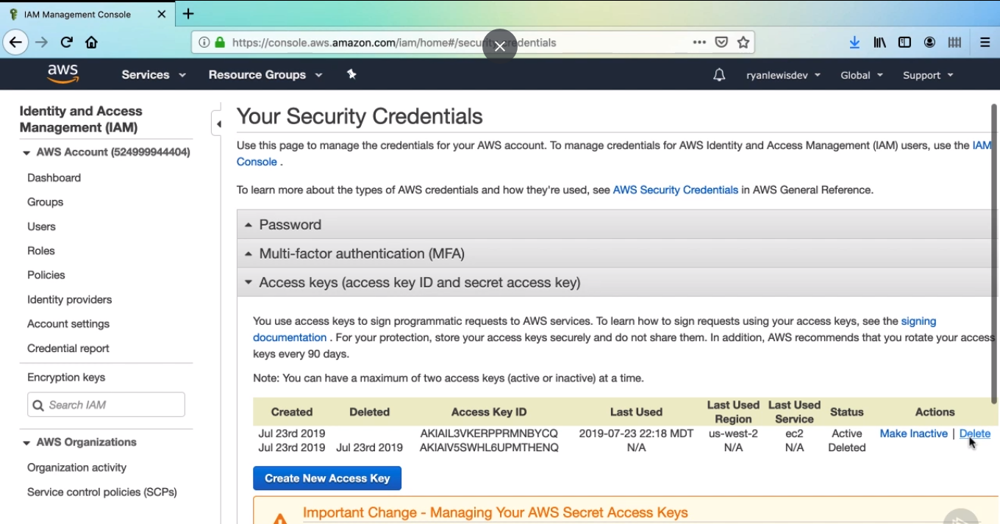 IAM Management Console
https://console.aws.amazon.com/iam/home#/security-credentials
aws Services Resource Groups ryanlewisdev Global Support
Identity and Access
Management (IAM)
AWS Account (524999944404)
Dashboard
Groups
Users
Roles
Policies
Identity providers
Account settings
Credential report
Encryption keys
Search IAM
AWS Organizations
Organization activity
Service control policies (SCPs)
Your Security Credentials
Use this page to manage the credentials for your AWS account. To manage credentials for AWS Identity and Access Management (IAM) users, use the IAM
Console .
To learn more about the types of AWS credentials and how they're used, see AWS Security Credentials in AWS General Reference.
Password
Multi-factor authentication (MFA)
Access keys (access key ID and secret access key)
You use access keys to sign programmatic requests to AWS services. To learn how to sign requests using your access keys, see the signing
documentation . For your protection, store your access keys securely and do not share them. In addition, AWS recommends that you rotate your access
keys every 90 days.
Note: You can have a maximum of two access keys (active or inactive) at a time.
Created Deleted Access Key ID Last Used Last Used Region Last Used Service Status Actions
Jul 23rd 2019 AKIAIL3VKERPPRMNBYCQ 2019-07-23 22:18 MDT us-west-2 ec2 Active Make Inactive | Delete
Jul 23rd 2019 Jul 23rd 2019 AKIAIV5SWHL6UPMTHENQ N/A N/A N/A Deleted
Create New Access Key
Important Change - Managing Your AWS Secret Access Keys